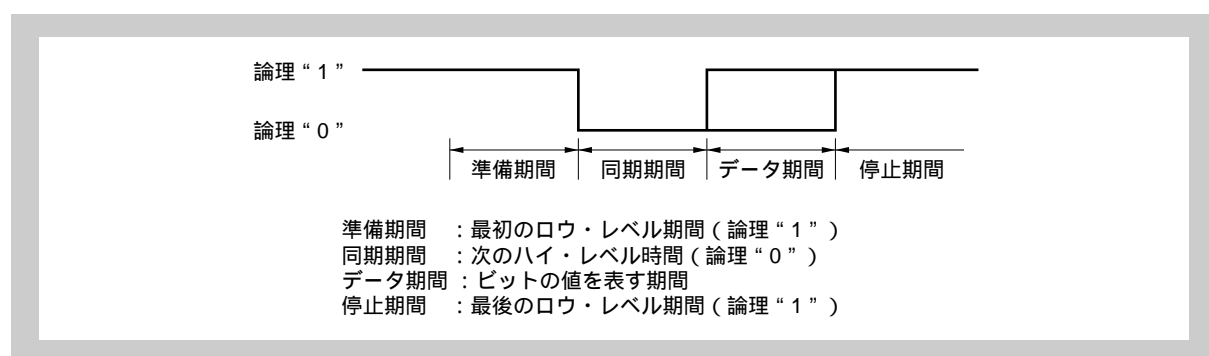 論理“1”
論理“0”
準備期間 同期期間 データ期間 停止期間
準備期間 ：最初のロウ・レベル期間（論理“1”）
同期期間 ：次のハイ・レベル時間（論理“0”）
データ期間：ビットの値を表す期間
停止期間 ：最後のロウ・レベル期間（論理“1”）